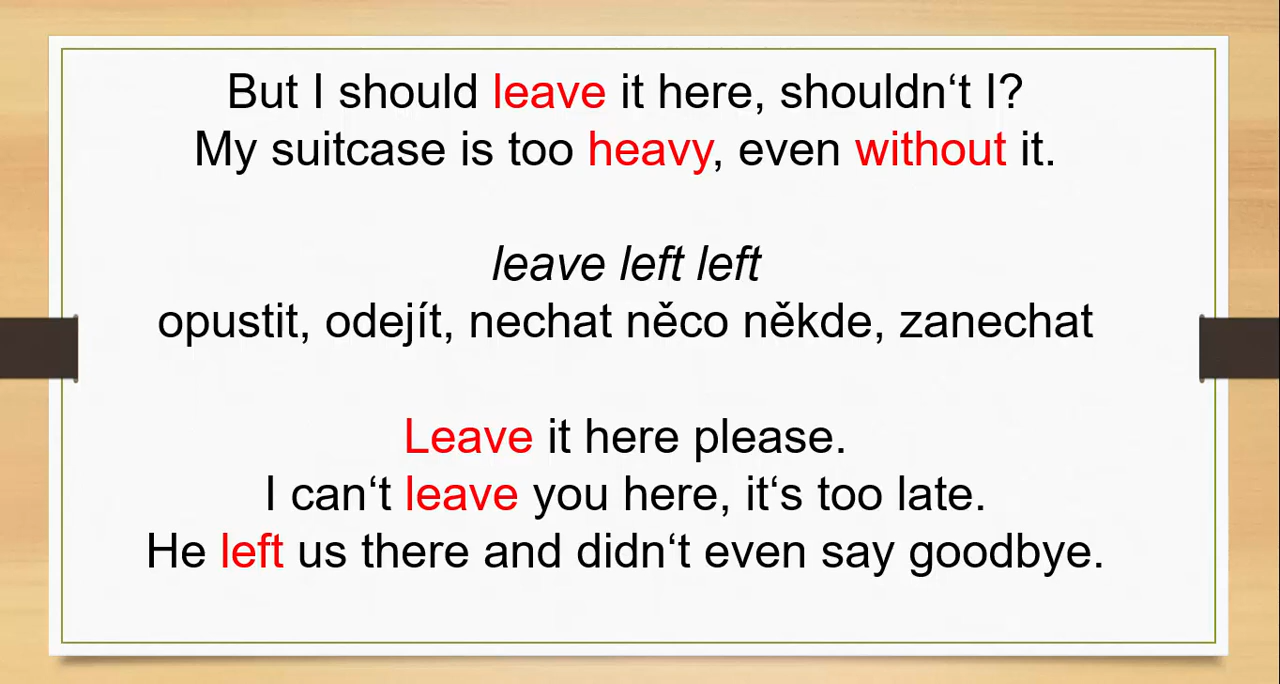 But I should leave it here, shouldn‘t I?
My suitcase is too heavy, even without it.
leave left left
opustit, odejít, nechat něco někde, zanechat
Leave it here please.
I can‘t leave you here, it‘s too late.
He left us there and didn‘t even say goodbye.